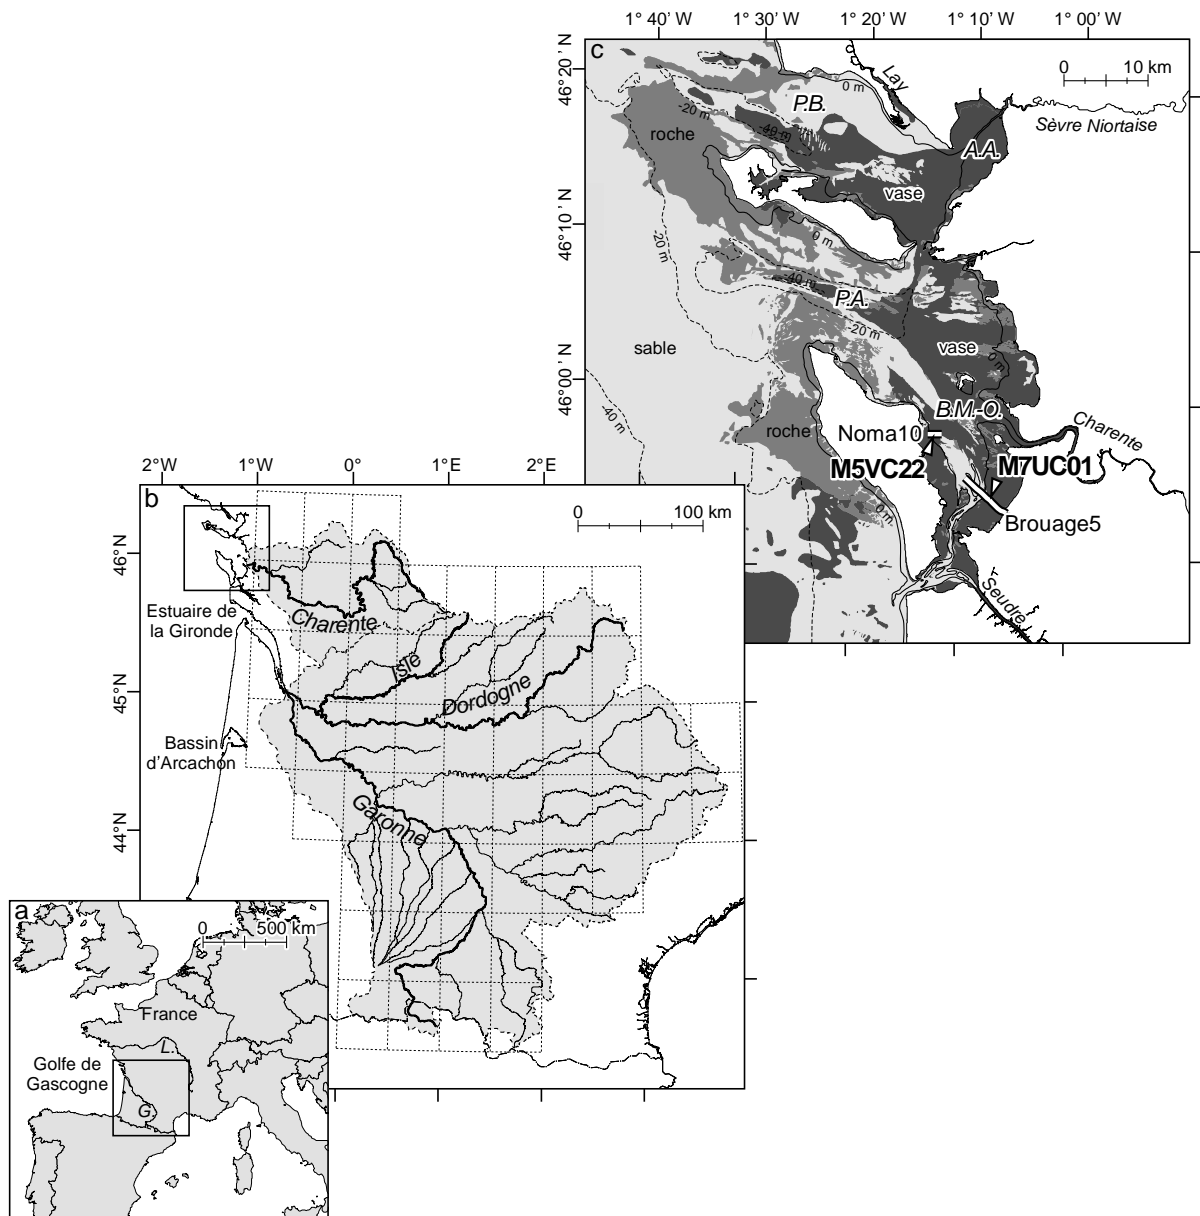 1° 40' W
1° 30' W
1° 20' W
1° 10' W
1° 00' W
c
46°20' N
46°10' N
46°00' N
0 10 km
Lay
0 m
P.B.
-20 m
-40 m
roche
Sèvre Niortaise
A.A.
vase
0 m
-20 m
-40 m
P.A.
-20 m
sable
vase
0 m
-40 m
B.M.-O.
roche
Noma10
Charente
M5VC22
M7UC01
0 m
Brouage5
Seudre
2°W
1°W
0°
1°E
2°E
b
0 100 km
46°N
45°N
44°N
Estuaire de
la Gironde
Charente
Isle
Dordogne
Bassin
d'Arcachon
Garonne
a
0 500 km
France
L.
Golfe de
Gascogne
G.